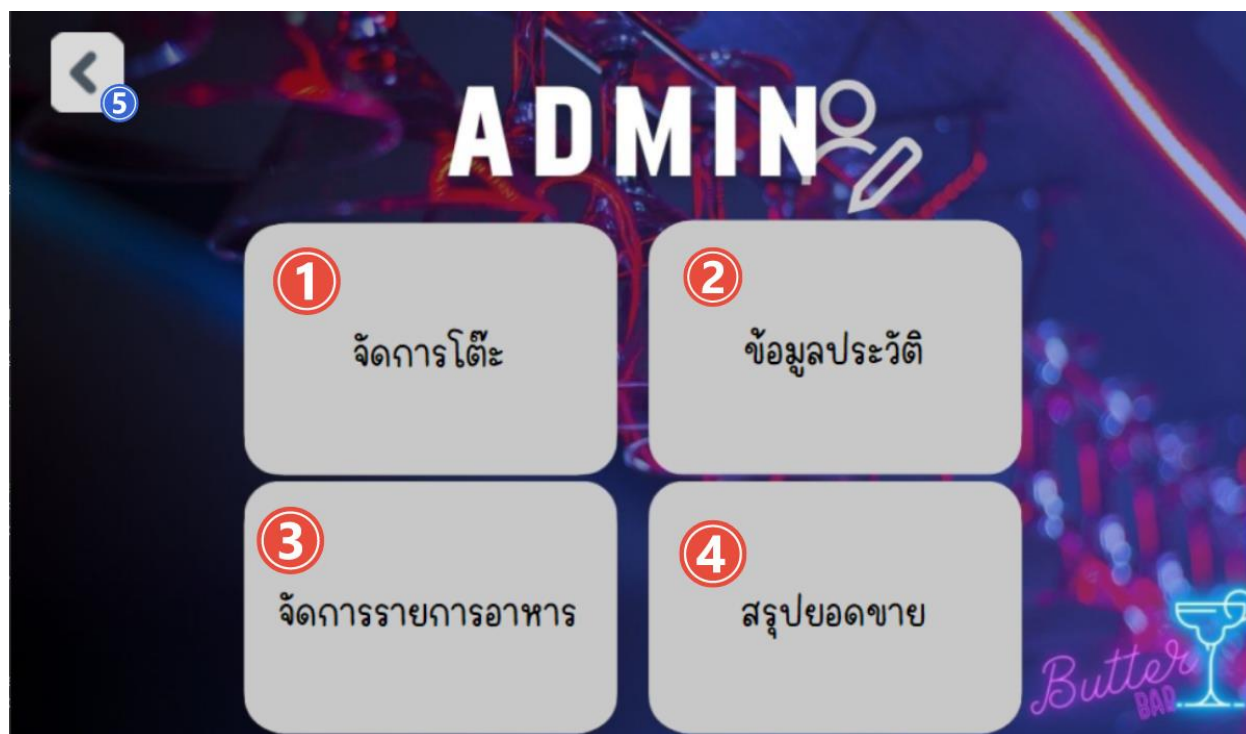 5
ADMIN
1
จัดการโต๊ะ
2
ข้อมูลประวัติ
3
จัดการรายการอาหาร
4
สรุปยอดขาย
Butter
BAR